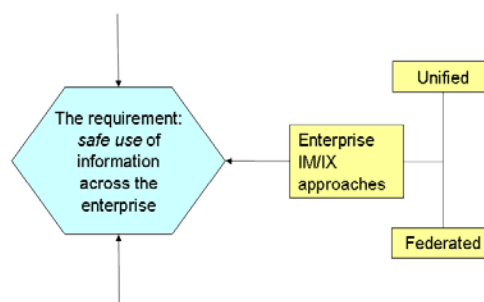 The requirement:
safe use of
information
across the
enterprise
Enterprise
IM/IX
approaches
Unified
Federated